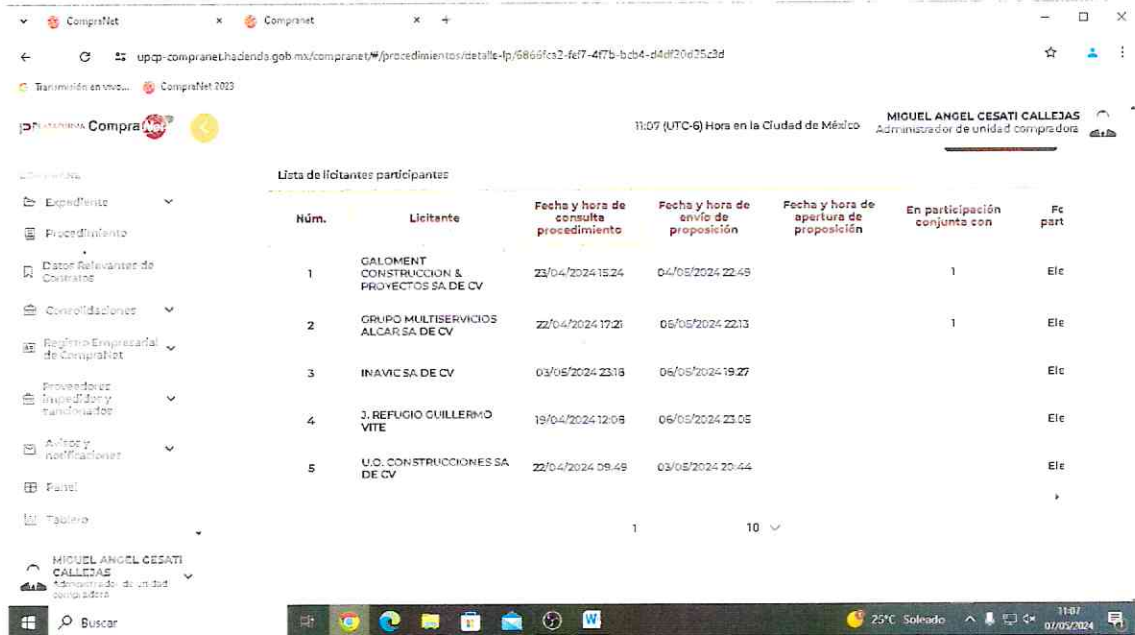 CompraNet
Compranet
upcp-compranet.hacienda.gob.mx/compranet/#/procedimientos/detalle-lp/6866fca2-fef7-4f7b-bcb4-d4df30d25c3d
Transmisión en vivo...
CompraNet 2023
CompraNet
11:07 (UTC-6) Hora en la Ciudad de México
MIGUEL ANGEL CESATI CALLEJAS
Administrador de unidad compradora
Lista de licitantes participantes
Expediente
Procedimiento
Datos Relevantes de
Contratos
Consolidaciones
Registro Empresarial
de CompraNet
Proveedores
impedidos y
sancionados
Avisos y
notificaciones
Panel
Tablero
MIGUEL ANGEL CESATI
CALLEJAS
Administrador de unidad
compradora
Núm. Licitante Fecha y hora de consulta procedimiento Fecha y hora de envío de proposición Fecha y hora de apertura de proposición En participación conjunta con Fo part
1 GALOMENT CONSTRUCCION & PROYECTOS SA DE CV 23/04/2024 15:24 04/05/2024 22:49 1 Ele
2 GRUPO MULTISERVICIOS ALCAR SA DE CV 22/04/2024 17:21 06/05/2024 22:13 1 Ele
3 INAVIC SA DE CV 03/05/2024 23:18 06/05/2024 19:27 Ele
4 J. REFUGIO GUILLERMO VITE 19/04/2024 12:08 06/05/2024 23:05 Ele
5 U.O. CONSTRUCCIONES SA DE CV 22/04/2024 09:49 03/05/2024 20:44 Ele
1 10
Buscar
25°C Soleado
11:07
07/05/2024